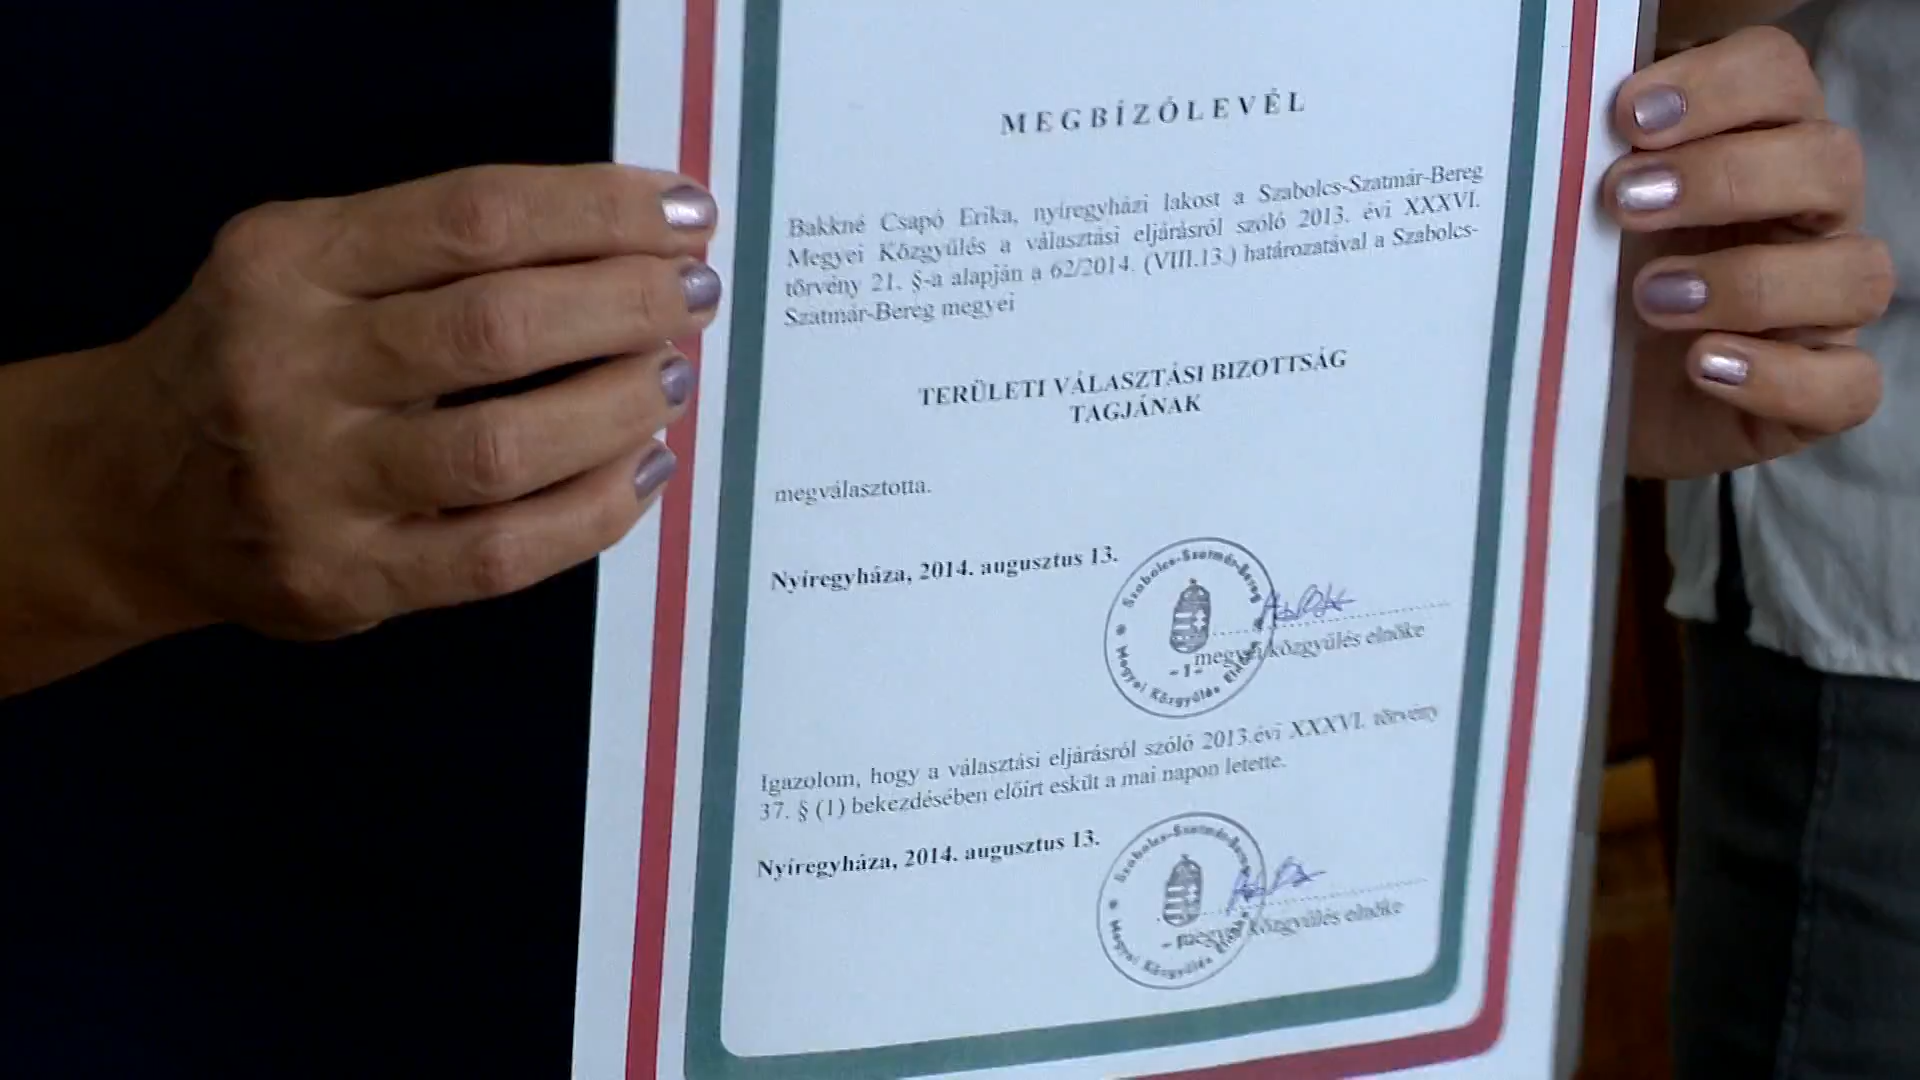 MEGBÍZÓLEVÉL
Bakkné Csapó Erika, nyíregyházi lakost a Szabolcs-Szatmár-Bereg
Megyei Közgyűlés a választási eljárásról szóló 2013. évi XXXVI.
törvény 21. §-a alapján a 62/2014. (VIII.13.) határozatával a Szabolcs-
Szatmár-Bereg megyei
TERÜLETI VÁLASZTÁSI BIZOTTSÁG
TAGJÁNAK
megválasztotta.
Nyíregyháza, 2014. augusztus 13.
Szabolcs-Szatmár-Bereg
Megyei Közgyűlés
- 1 -
megyei közgyűlés elnöke
Igazolom, hogy a választási eljárásról szóló 2013.évi XXXVI. törvény
37. § (1) bekezdésében előírt esküt a mai napon letette.
Nyíregyháza, 2014. augusztus 13.
Szabolcs-Szatmár-Bereg
Megyei Közgyűlés
megyei közgyűlés elnöke